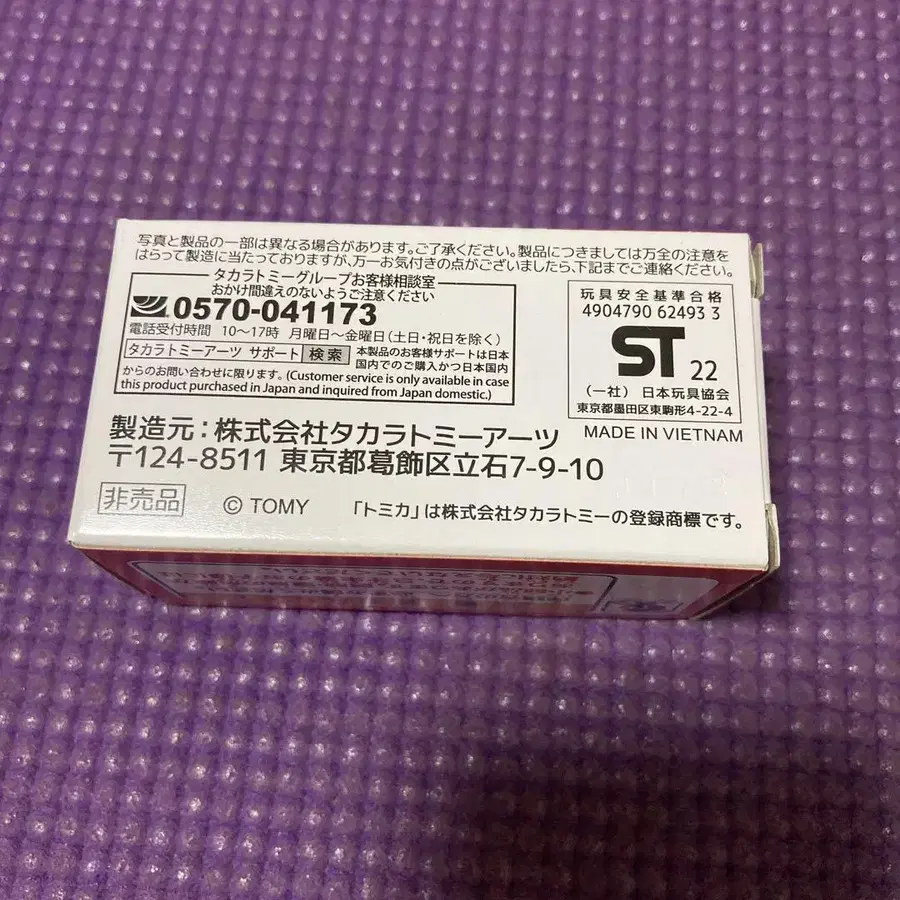 写真と製品の一部は異なる場合があります。ご了承ください。製品につきましては万全の注意を
はらって製造に当たっておりますが、万一お気付きの点がございましたら、下記までご連絡ください。
タカラトミーグループお客様相談室
おかけ間違えのないようご注意ください
0570-041173
電話受付時間 10〜17時 月曜日〜金曜日(土日・祝日を除く)
タカラトミーアーツ サポート 検索 本製品のお客様サポートは日本
国内でのご購入かつ日本国内
からのお問い合わせに限ります。(Customer service is only available in case
this product purchased in Japan and inquired from Japan domestic.)
玩具安全基準合格
4904790 62493 3
ST 22
(一社) 日本玩具協会
東京都墨田区東駒形4-22-4
MADE IN VIETNAM
製造元:株式会社タカラトミーアーツ
〒124-8511 東京都葛飾区立石7-9-10
非売品 © TOMY 「トミカ」は株式会社タカラトミーの登録商標です。